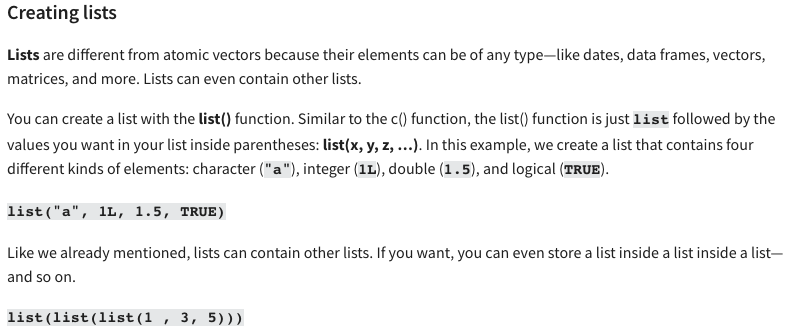 Creating lists
Lists are different from atomic vectors because their elements can be of any type—like dates, data frames, vectors,
matrices, and more. Lists can even contain other lists.
You can create a list with the list() function. Similar to the c() function, the list() function is just list followed by the
values you want in your list inside parentheses: list(x, y, z, …). In this example, we create a list that contains four
different kinds of elements: character ("a"), integer (1L), double (1.5), and logical (TRUE).
list("a", 1L, 1.5, TRUE)
Like we already mentioned, lists can contain other lists. If you want, you can even store a list inside a list inside a list—
and so on.
list(list(list(1 , 3, 5)))